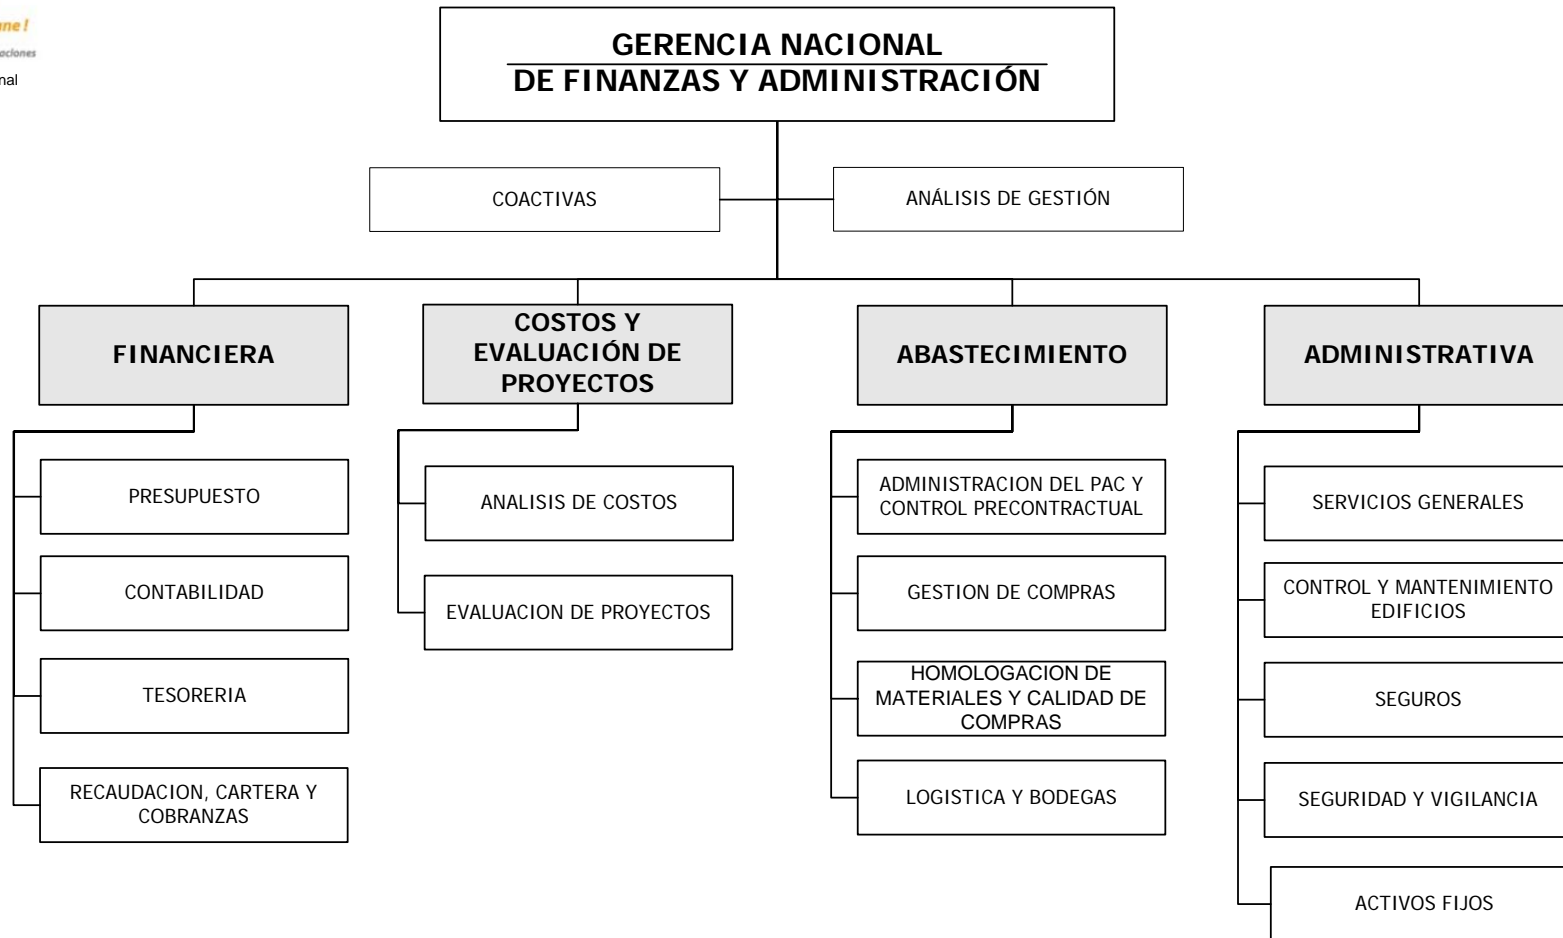 GERENCIA NACIONAL
DE FINANZAS Y ADMINISTRACIÓN
COACTIVAS
ANÁLISIS DE GESTIÓN
FINANCIERA
COSTOS Y
EVALUACIÓN DE
PROYECTOS
ABASTECIMIENTO
ADMINISTRATIVA
PRESUPUESTO
CONTABILIDAD
TESORERIA
RECAUDACION, CARTERA Y
COBRANZAS
ANALISIS DE COSTOS
EVALUACION DE PROYECTOS
ADMINISTRACION DEL PAC Y
CONTROL PRECONTRACTUAL
GESTION DE COMPRAS
HOMOLOGACION DE
MATERIALES Y CALIDAD DE
COMPRAS
LOGISTICA Y BODEGAS
SERVICIOS GENERALES
CONTROL Y MANTENIMIENTO
EDIFICIOS
SEGUROS
SEGURIDAD Y VIGILANCIA
ACTIVOS FIJOS